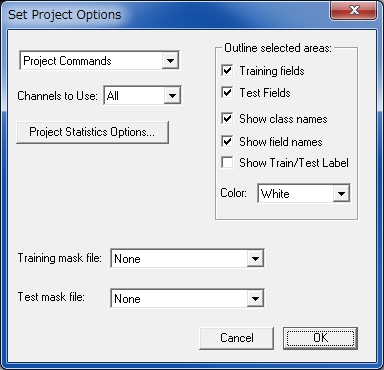 Set Project Options
Project Commands
Channels to Use: All
Project Statistics Options...
Outline selected areas:
Training fields
Test Fields
Show class names
Show field names
Show Train/Test Label
Color: White
Training mask file: None
Test mask file: None
Cancel
OK